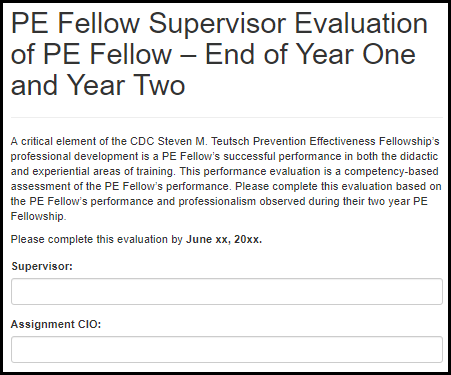 PE Fellow Supervisor Evaluation
of PE Fellow – End of Year One
and Year Two
A critical element of the CDC Steven M. Teutsch Prevention Effectiveness Fellowship's
professional development is a PE Fellow's successful performance in both the didactic
and experiential areas of training. This performance evaluation is a competency-based
assessment of the PE Fellow's performance. Please complete this evaluation based on
the PE Fellow's performance and professionalism observed during their two year PE
Fellowship.
Please complete this evaluation by June xx, 20xx.
Supervisor:
Assignment CIO: